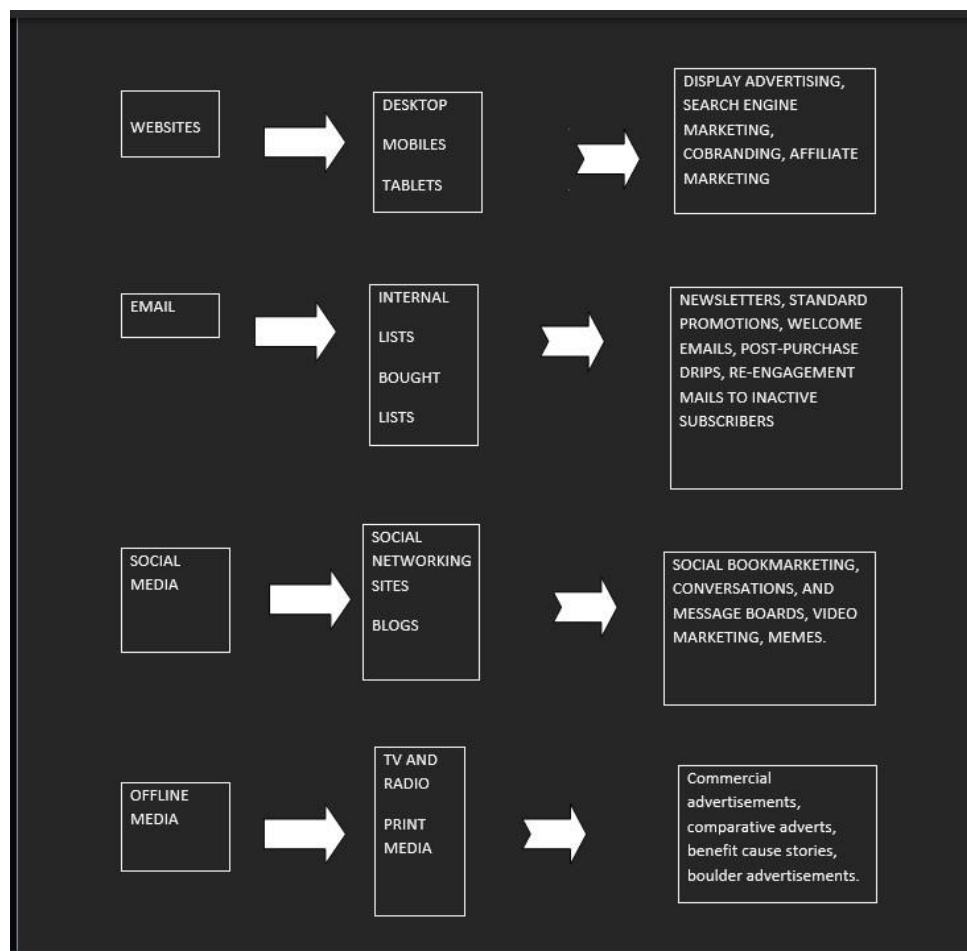 WEBSITES
DESKTOP
MOBILES
TABLETS
DISPLAY ADVERTISING,
SEARCH ENGINE
MARKETING,
COBRANDING, AFFILIATE
MARKETING
EMAIL
INTERNAL
LISTS
BOUGHT
LISTS
NEWSLETTERS, STANDARD
PROMOTIONS, WELCOME
EMAILS, POST-PURCHASE
DRIPS, RE-ENGAGEMENT
MAILS TO INACTIVE
SUBSCRIBERS
SOCIAL
MEDIA
SOCIAL
NETWORKING
SITES
BLOGS
SOCIAL BOOKMARKETING,
CONVERSATIONS, AND
MESSAGE BOARDS, VIDEO
MARKETING, MEMES.
OFFLINE
MEDIA
TV AND
RADIO
PRINT
MEDIA
Commercial
advertisements,
comparative adverts,
benefit cause stories,
boulder advertisements.